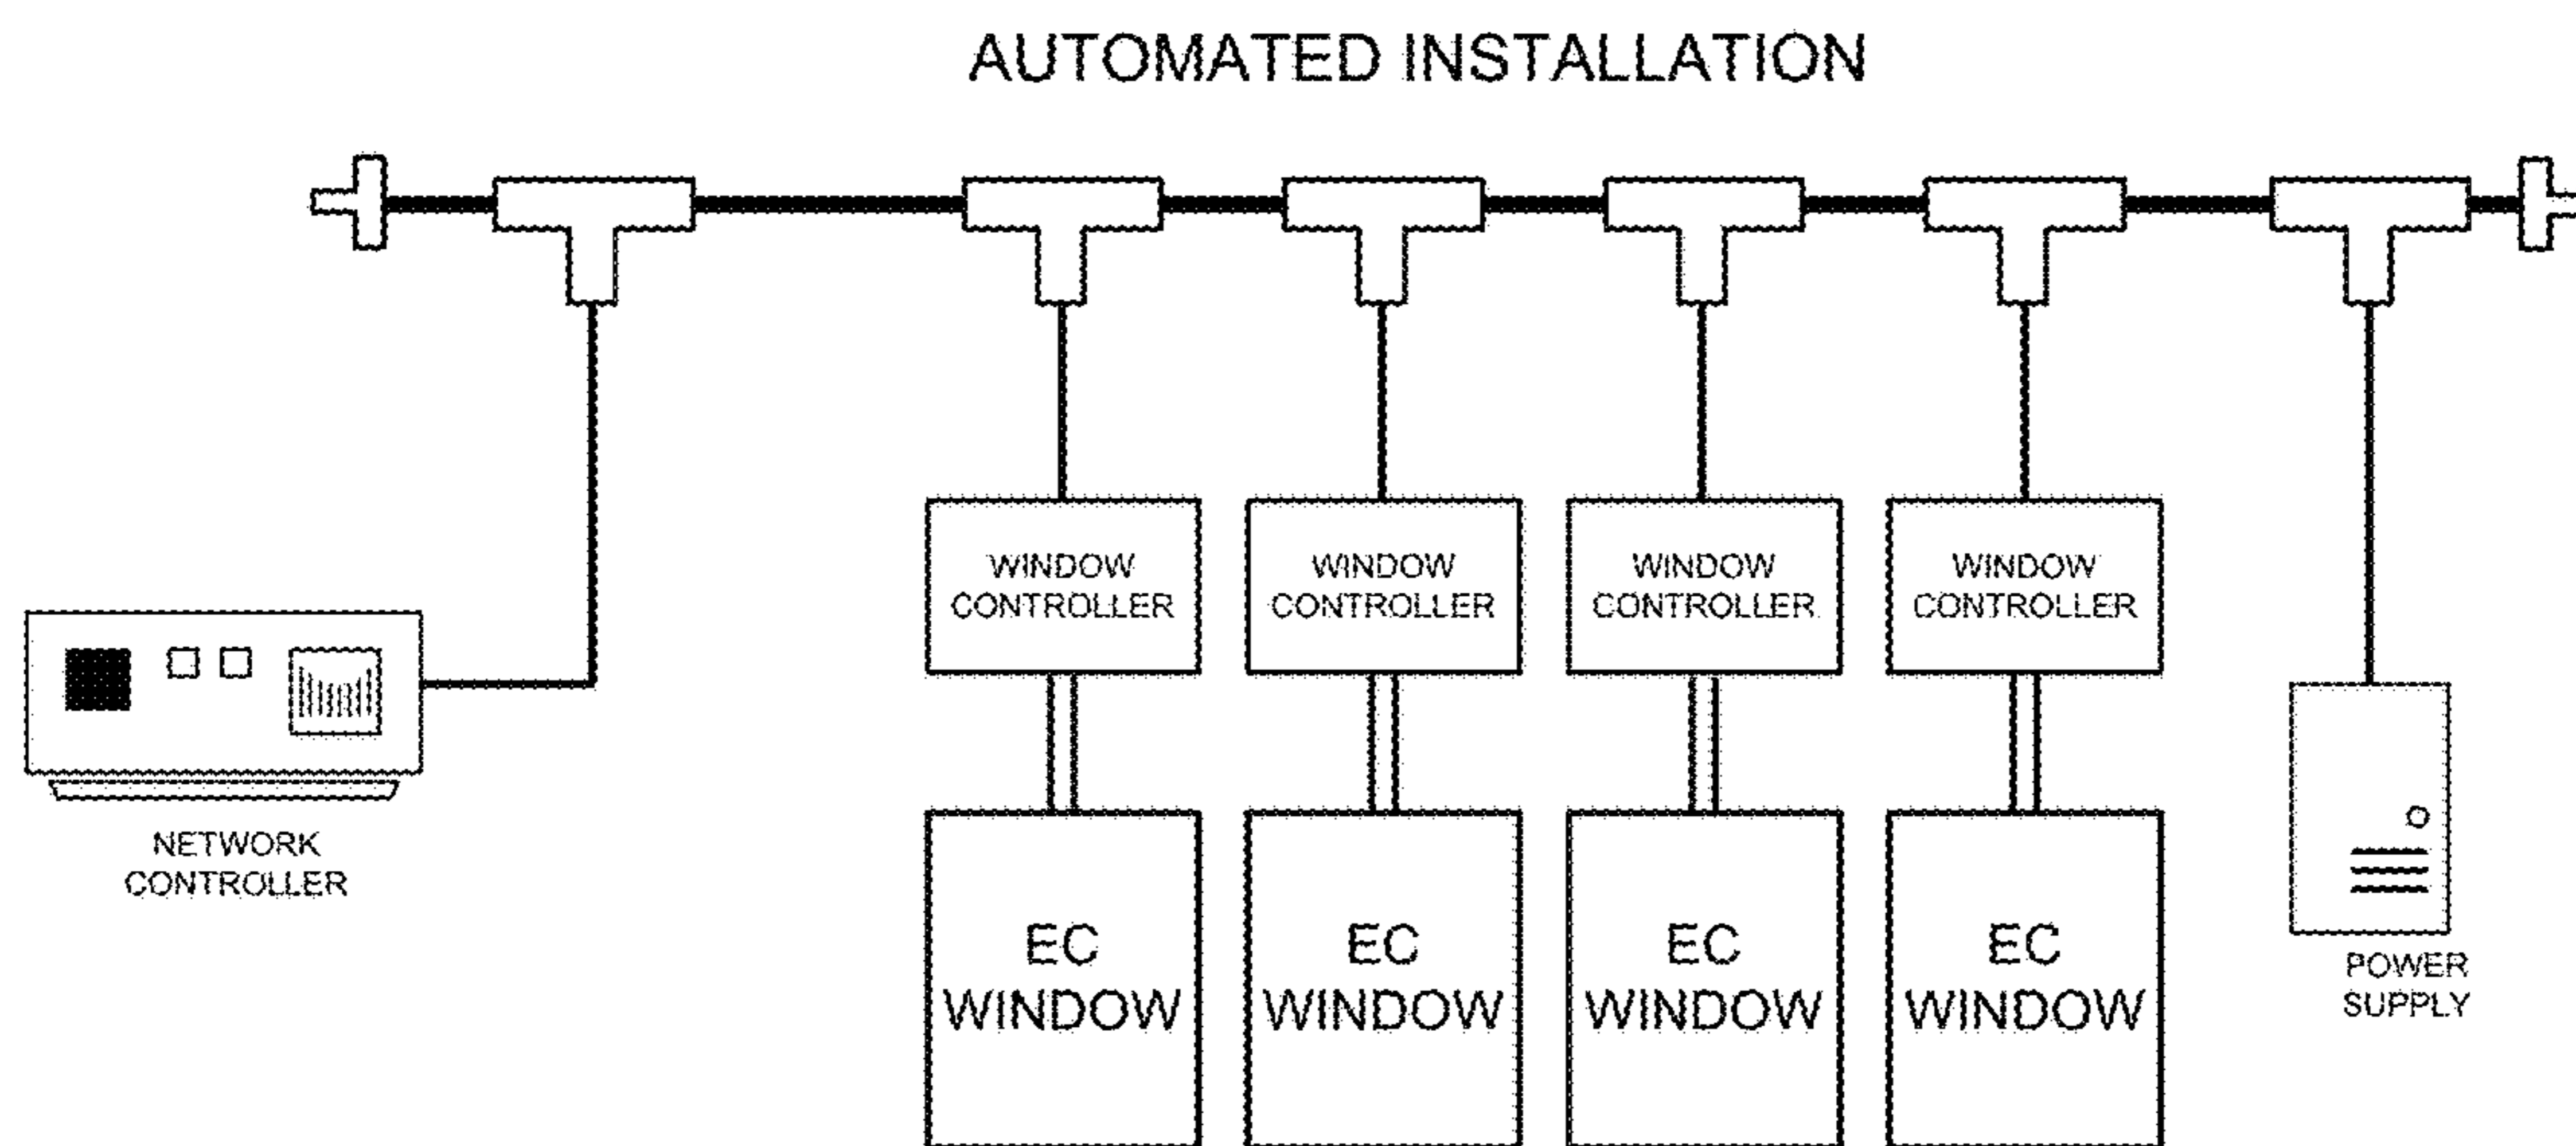 AUTOMATED INSTALLATION
WINDOW
CONTROLLER
WINDOW
CONTROLLER
WINDOW
CONTROLLER
WINDOW
CONTROLLER
NETWORK
CONTROLLER
EC
WINDOW
EC
WINDOW
EC
WINDOW
EC
WINDOW
POWER
SUPPLY